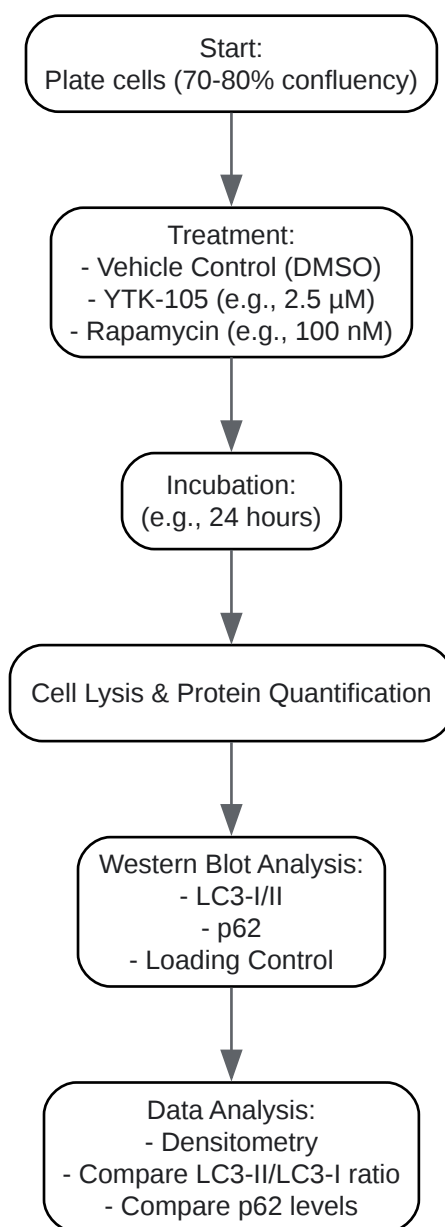 Start:
Plate cells (70-80% confluency)
Treatment:
- Vehicle Control (DMSO)
- YTK-105 (e.g., 2.5 µM)
- Rapamycin (e.g., 100 nM)
Incubation:
(e.g., 24 hours)
Cell Lysis & Protein Quantification
Western Blot Analysis:
- LC3-I/II
- p62
- Loading Control
Data Analysis:
- Densitometry
- Compare LC3-II/LC3-I ratio
- Compare p62 levels